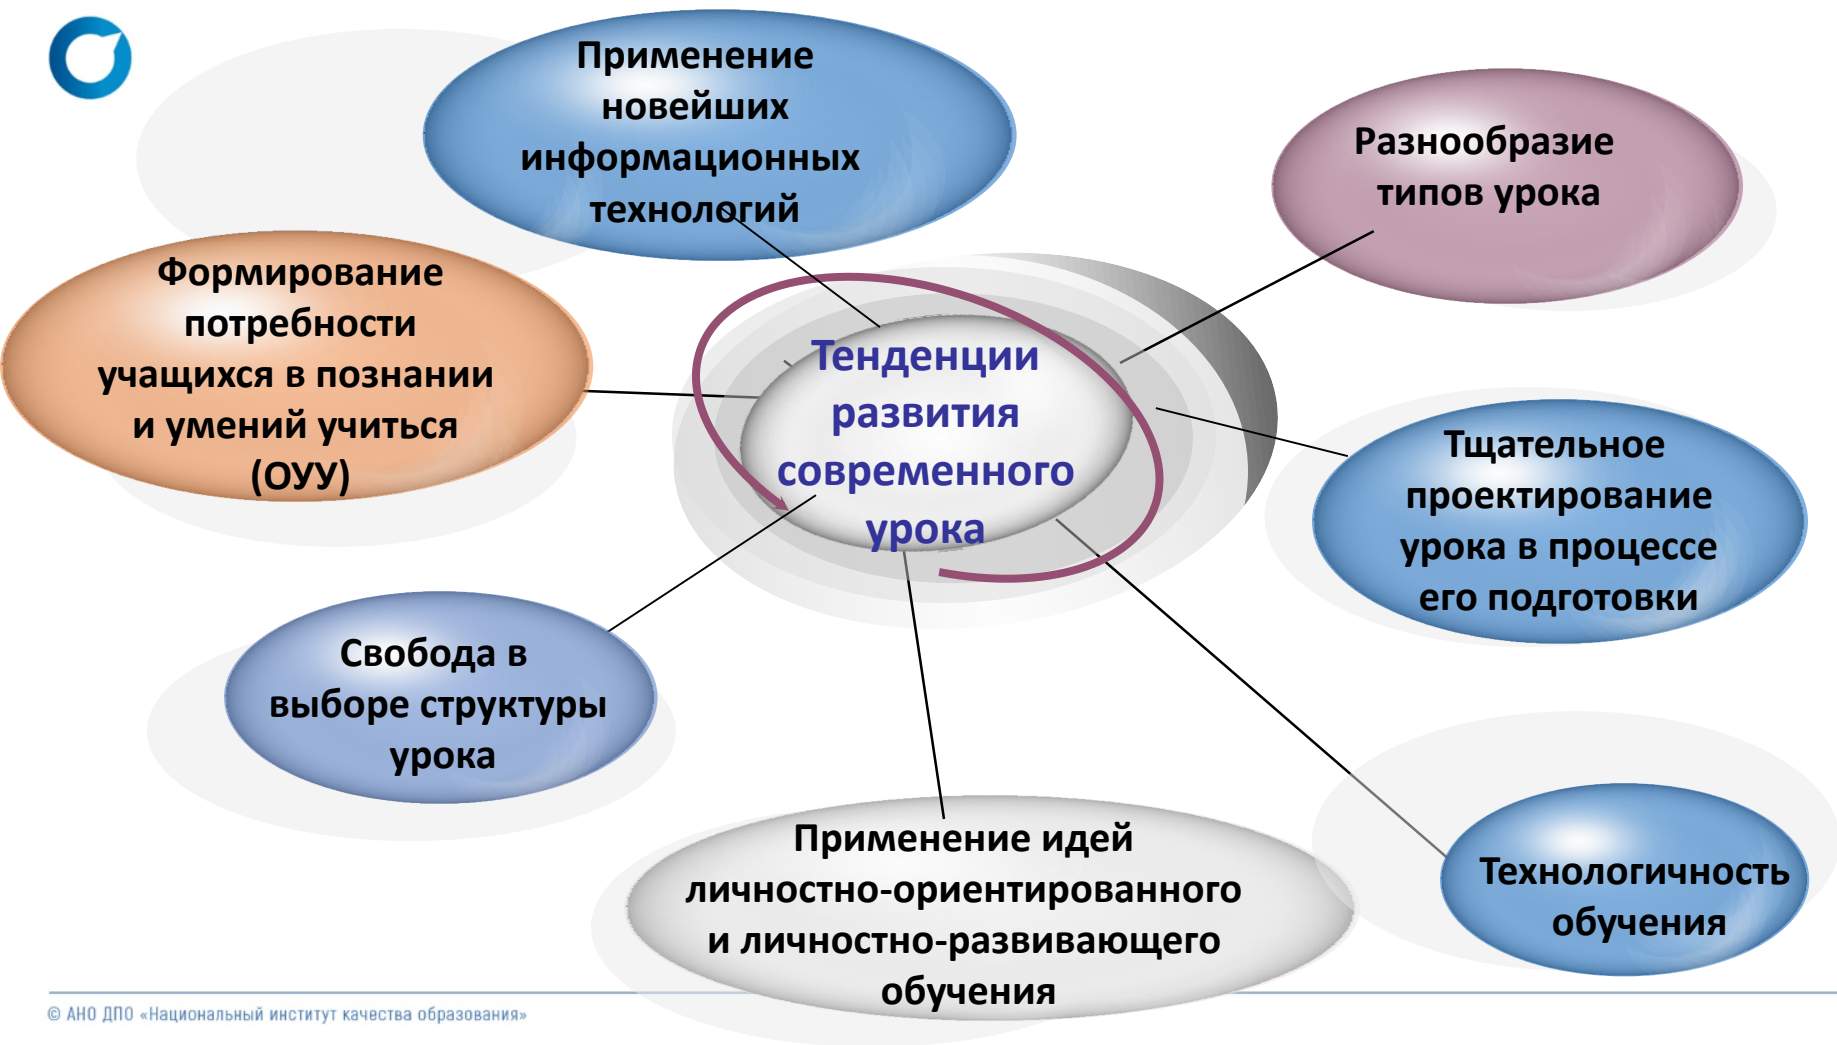 Применение
новейших
информационных
технологий
Разнообразие
типов урока
Формирование
потребности
учащихся в познании
и умений учиться
(ОУУ)
Тенденции
развития
современного
урока
Тщательное
проектирование
урока в процессе
его подготовки
Свобода в
выборе структуры
урока
Применение идей
личностно-ориентированного
и личностно-развивающего
обучения
Технологичность
обучения
© АНО ДПО «Национальный институт качества образования»